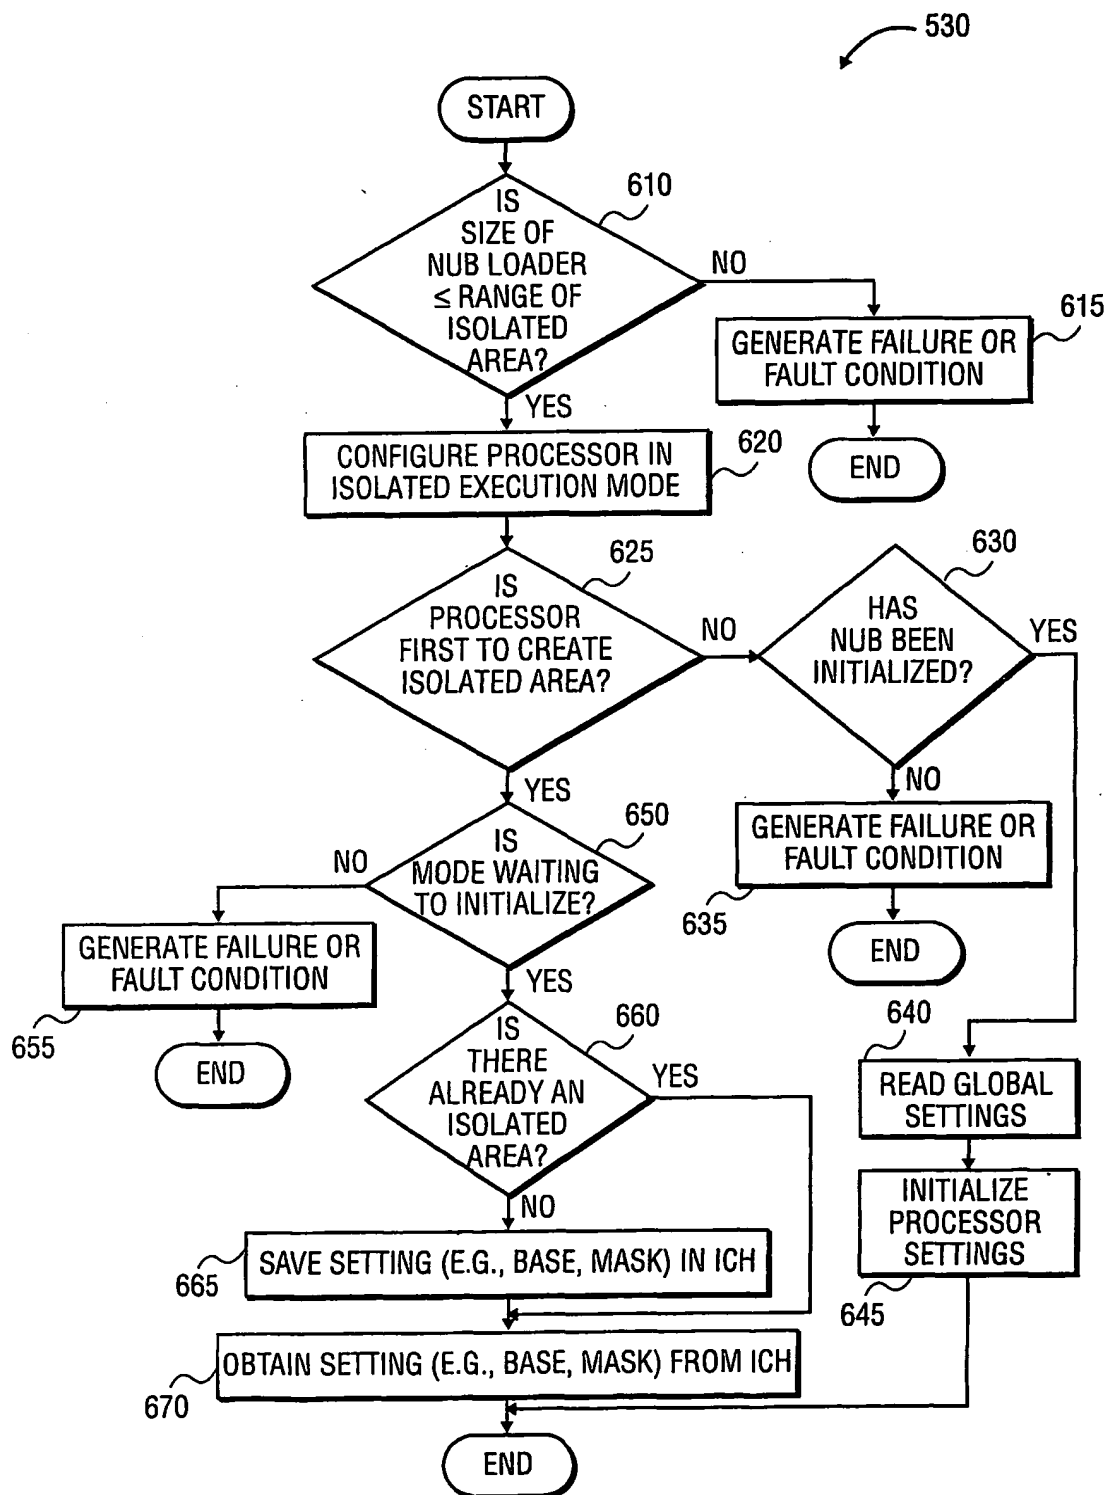 530
START
610
IS
SIZE OF
NUB LOADER
≤ RANGE OF
ISOLATED
AREA?
NO
615
GENERATE FAILURE OR
FAULT CONDITION
END
YES
620
CONFIGURE PROCESSOR IN
ISOLATED EXECUTION MODE
625
IS
PROCESSOR
FIRST TO CREATE
ISOLATED AREA?
NO
630
HAS
NUB BEEN
INITIALIZED?
YES
NO
GENERATE FAILURE OR
FAULT CONDITION
635
END
YES
650
IS
MODE WAITING
TO INITIALIZE?
NO
GENERATE FAILURE OR
FAULT CONDITION
655
END
YES
660
IS
THERE
ALREADY AN
ISOLATED
AREA?
YES
640
READ GLOBAL
SETTINGS
INITIALIZE
PROCESSOR
SETTINGS
645
NO
SAVE SETTING (E.G., BASE, MASK) IN ICH
665
OBTAIN SETTING (E.G., BASE, MASK) FROM ICH
670
END